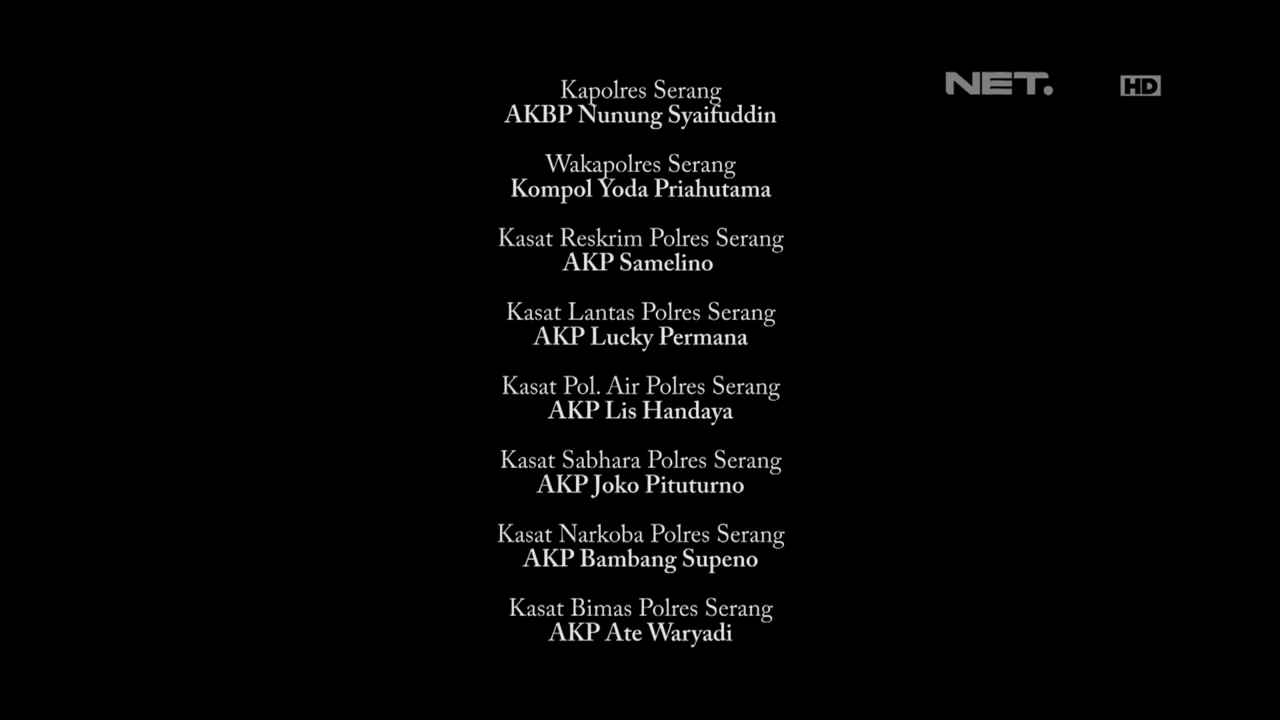 NET.
HD
Kapolres Serang
AKBP Nunung Syaifuddin
Wakapolres Serang
Kompol Yoda Priahutama
Kasat Reskrim Polres Serang
AKP Samelino
Kasat Lantas Polres Serang
AKP Lucky Permana
Kasat Pol. Air Polres Serang
AKP Lis Handaya
Kasat Sabhara Polres Serang
AKP Joko Pituturno
Kasat Narkoba Polres Serang
AKP Bambang Supeno
Kasat Bimas Polres Serang
AKP Ate Waryadi